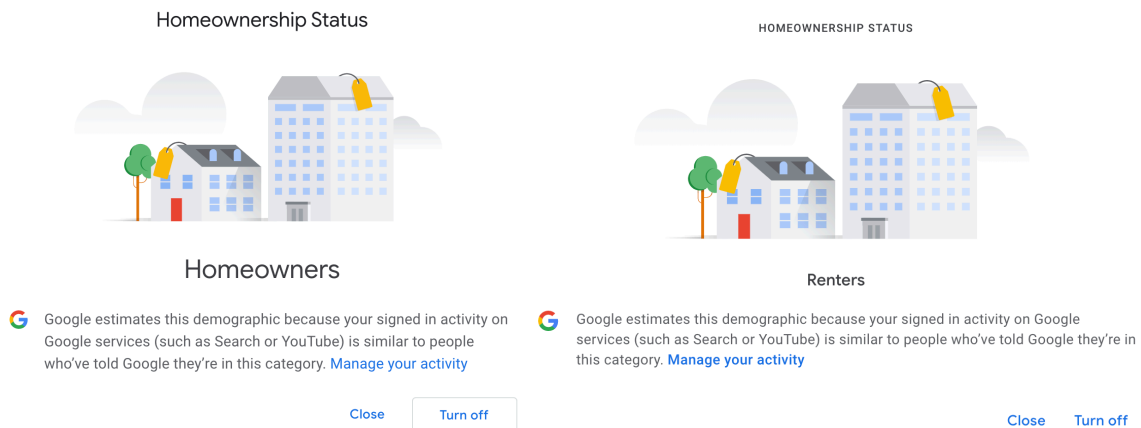 Homeownership Status
Homeowners
Google estimates this demographic because your signed in activity on
Google services (such as Search or YouTube) is similar to people
who’ve told Google they’re in this category. Manage your activity
Close
Turn off
HOMEOWNERSHIP STATUS
Renters
Google estimates this demographic because your signed in activity on Google
services (such as Search or YouTube) is similar to people who’ve told Google they’re in
this category. Manage your activity
Close
Turn off